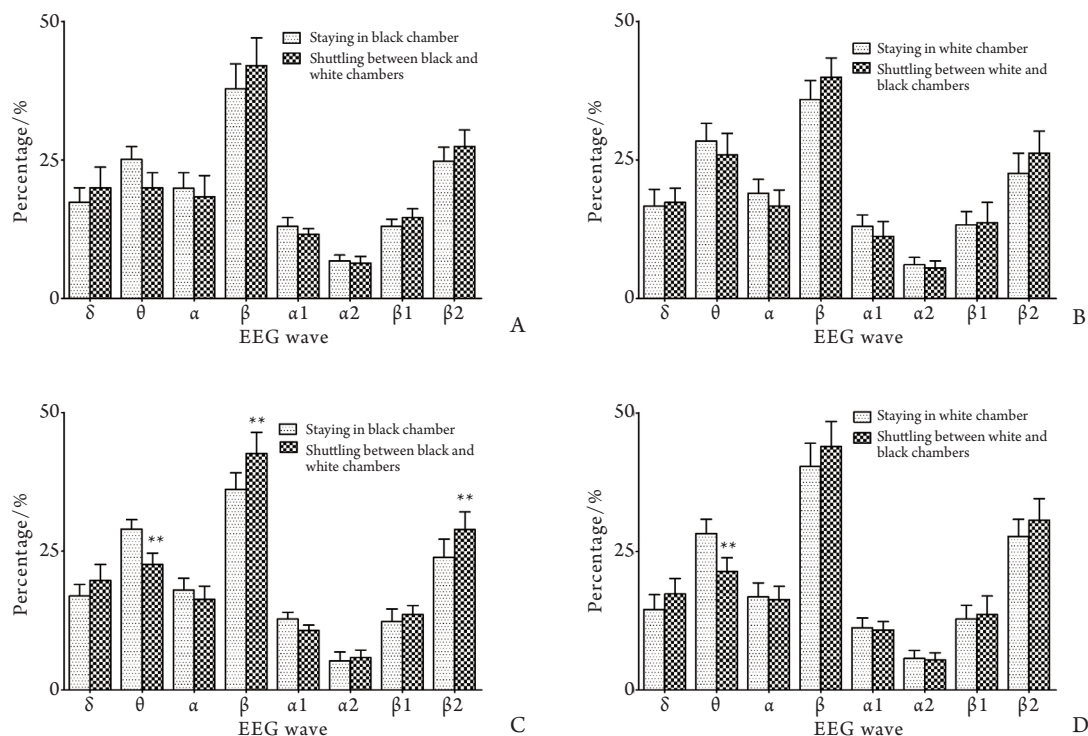 50
25
0
Percentage/%
Staying in black chamber
Shuttling between black and
white chambers
δ θ α β α1 α2 β1 β2
EEG wave
A
50
25
0
Percentage/%
Staying in white chamber
Shuttling between white and
black chambers
δ θ α β α1 α2 β1 β2
EEG wave
B
50
25
0
Percentage/%
Staying in black chamber
Shuttling between black and
white chambers
**
**
**
δ θ α β α1 α2 β1 β2
EEG wave
C
50
25
0
Percentage/%
Staying in white chamber
Shuttling between white and
black chambers
**
δ θ α β α1 α2 β1 β2
EEG wave
D